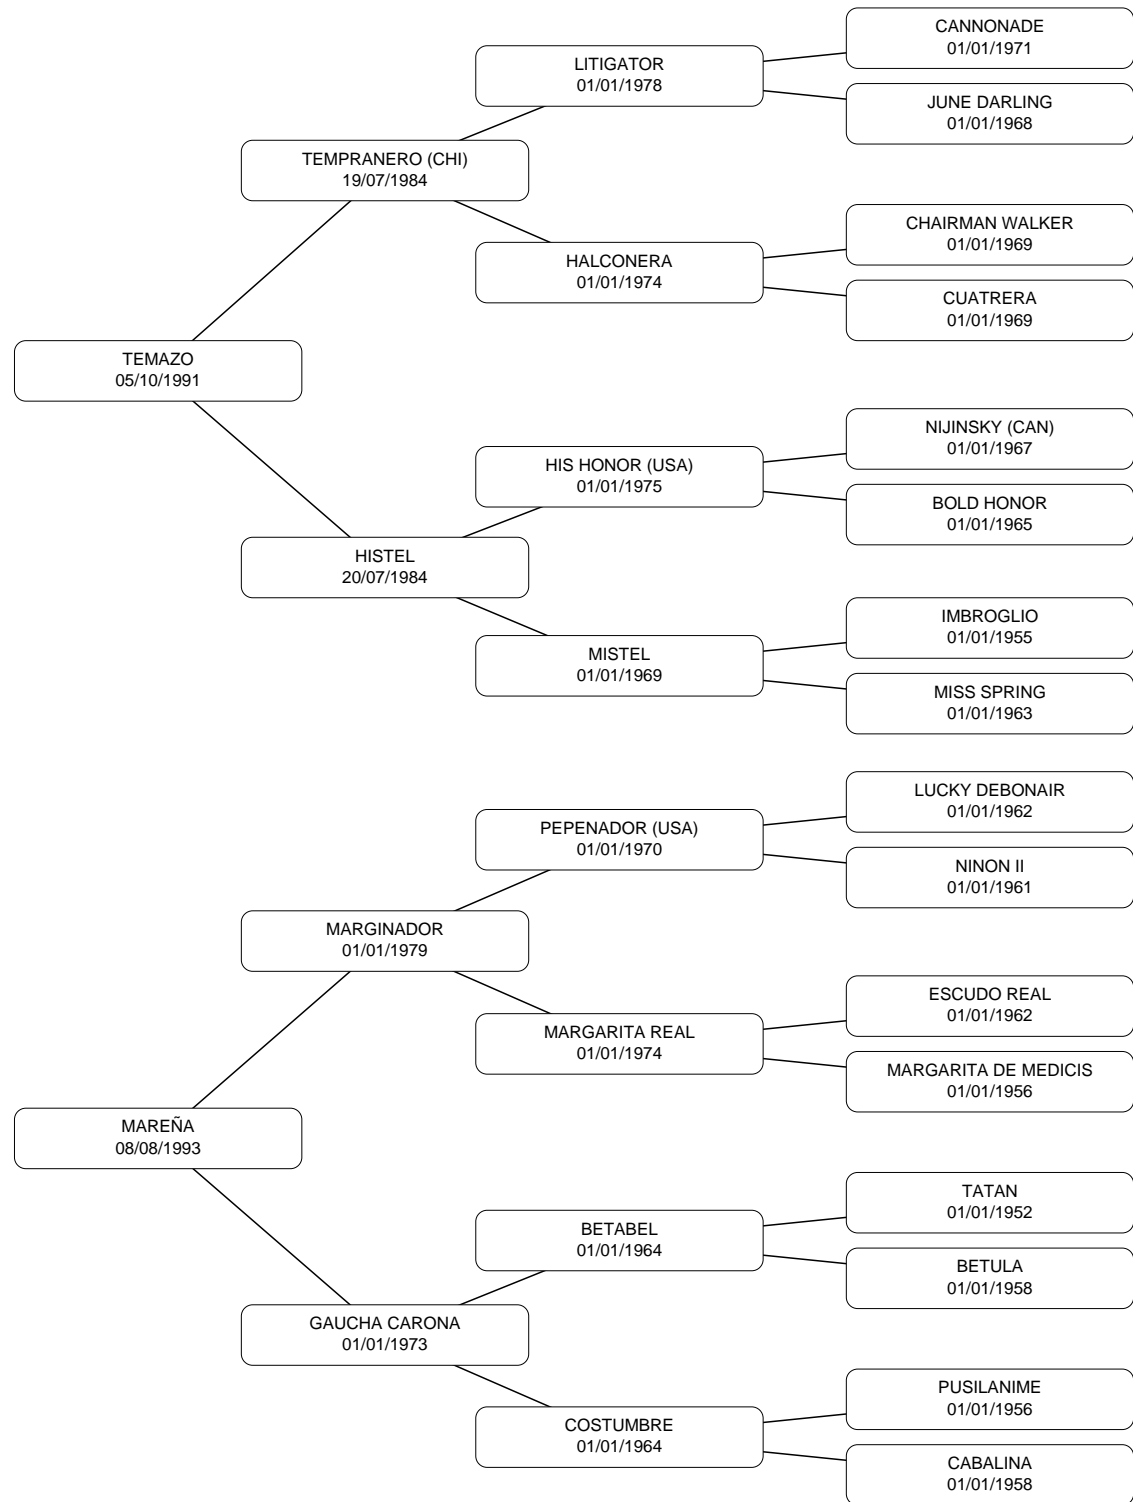 CANNONADE
01/01/1971
LITIGATOR
01/01/1978
JUNE DARLING
01/01/1968
TEMPRANERO (CHI)
19/07/1984
CHAIRMAN WALKER
01/01/1969
HALCONERA
01/01/1974
CUATRERA
01/01/1969
TEMAZO
05/10/1991
NIJINSKY (CAN)
01/01/1967
HIS HONOR (USA)
01/01/1975
BOLD HONOR
01/01/1965
HISTEL
20/07/1984
IMBROGLIO
01/01/1955
MISTEL
01/01/1969
MISS SPRING
01/01/1963
LUCKY DEBONAIR
01/01/1962
PEPENADOR (USA)
01/01/1970
NINON II
01/01/1961
MARGINADOR
01/01/1979
ESCUDO REAL
01/01/1962
MARGARITA REAL
01/01/1974
MARGARITA DE MEDICIS
01/01/1956
MAREÑA
08/08/1993
TATAN
01/01/1952
BETABEL
01/01/1964
BETULA
01/01/1958
GAUCHA CARONA
01/01/1973
PUSILANIME
01/01/1956
COSTUMBRE
01/01/1964
CABALINA
01/01/1958